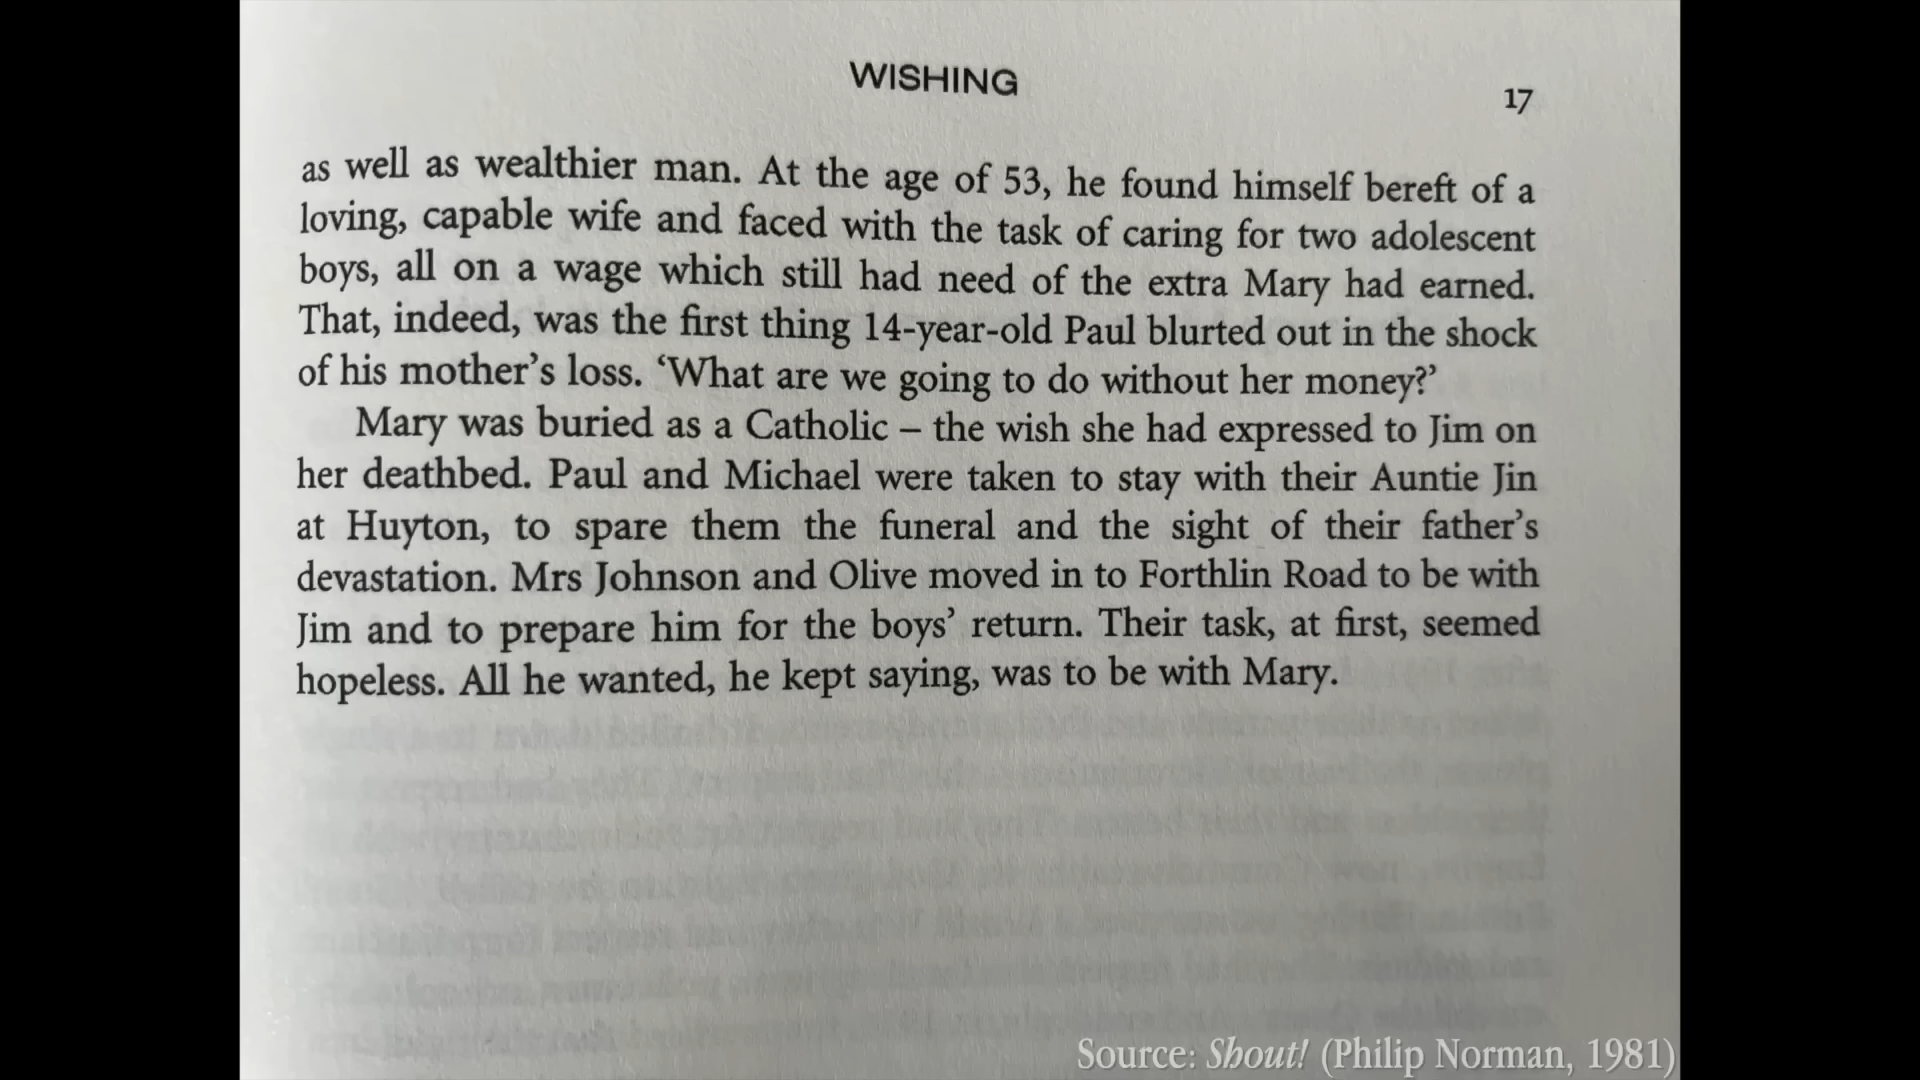 WISHING
17
as well as wealthier man. At the age of 53, he found himself bereft of a
loving, capable wife and faced with the task of caring for two adolescent
boys, all on a wage which still had need of the extra Mary had earned.
That, indeed, was the first thing 14-year-old Paul blurted out in the shock
of his mother’s loss. ‘What are we going to do without her money?’
Mary was buried as a Catholic – the wish she had expressed to Jim on
her deathbed. Paul and Michael were taken to stay with their Auntie Jin
at Huyton, to spare them the funeral and the sight of their father’s
devastation. Mrs Johnson and Olive moved in to Forthlin Road to be with
Jim and to prepare him for the boys’ return. Their task, at first, seemed
hopeless. All he wanted, he kept saying, was to be with Mary.
Source: Shout! (Philip Norman, 1981)